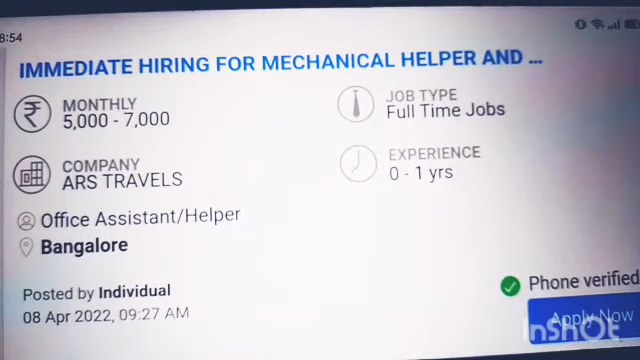 8:54
IMMEDIATE HIRING FOR MECHANICAL HELPER AND ...
MONTHLY
5,000 - 7,000
JOB TYPE
Full Time Jobs
COMPANY
ARS TRAVELS
EXPERIENCE
0 - 1 yrs
Office Assistant/Helper
Bangalore
Posted by Individual
08 Apr 2022, 09:27 AM
Phone verified
Apply Now
InShOt